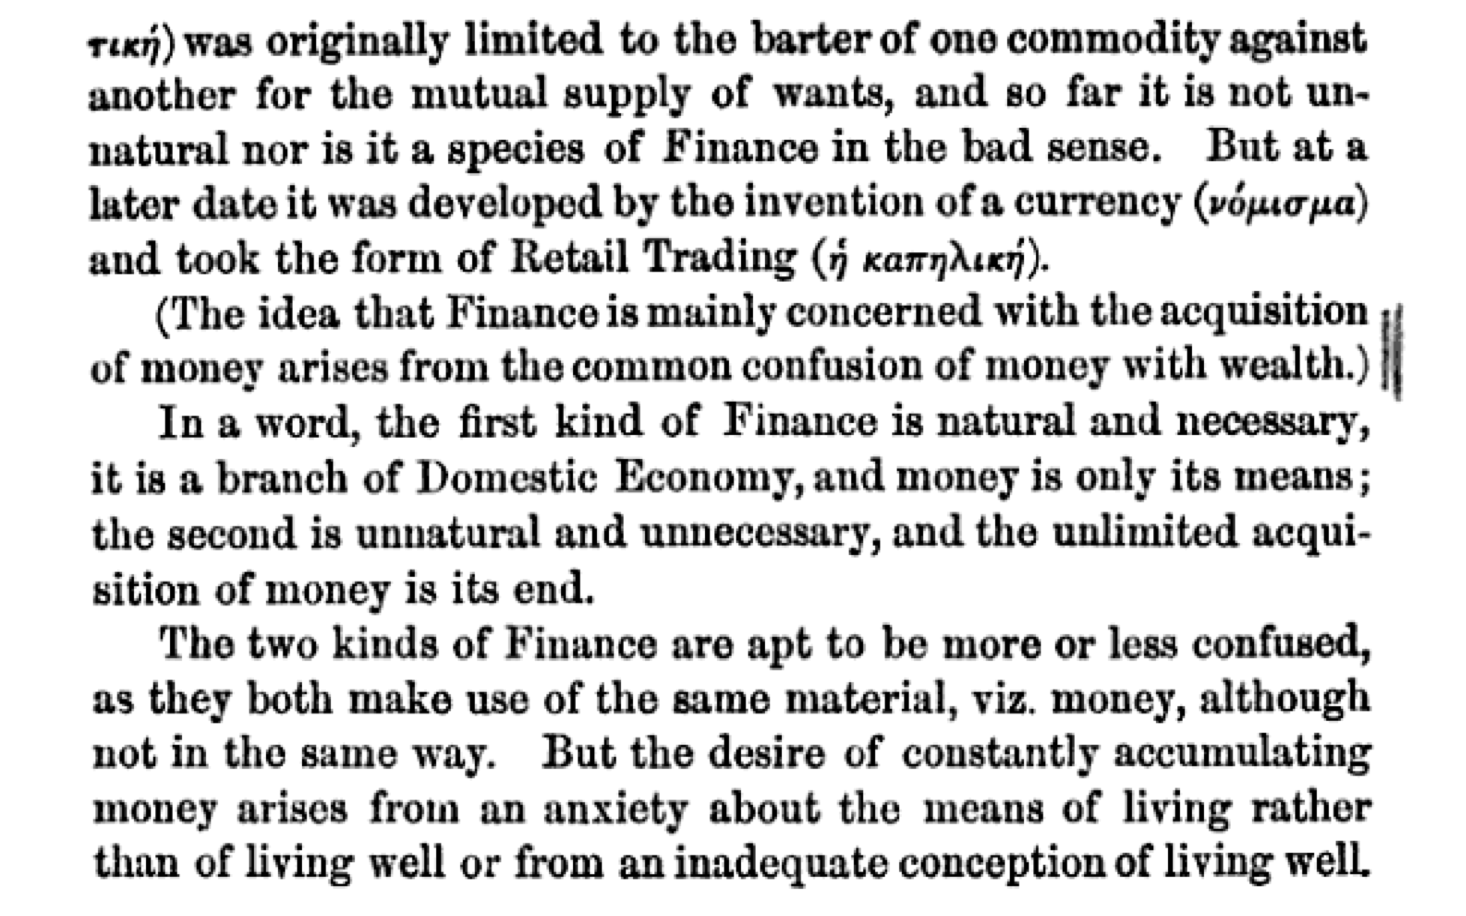 τική) was originally limited to the barter of one commodity against
another for the mutual supply of wants, and so far it is not un-
natural nor is it a species of Finance in the bad sense. But at a
later date it was developed by the invention of a currency (νόμισμα)
and took the form of Retail Trading (ἡ καπηλική).
(The idea that Finance is mainly concerned with the acquisition
of money arises from the common confusion of money with wealth.)
In a word, the first kind of Finance is natural and necessary,
it is a branch of Domestic Economy, and money is only its means;
the second is unnatural and unnecessary, and the unlimited acqui-
sition of money is its end.
The two kinds of Finance are apt to be more or less confused,
as they both make use of the same material, viz. money, although
not in the same way. But the desire of constantly accumulating
money arises from an anxiety about the means of living rather
than of living well or from an inadequate conception of living well.